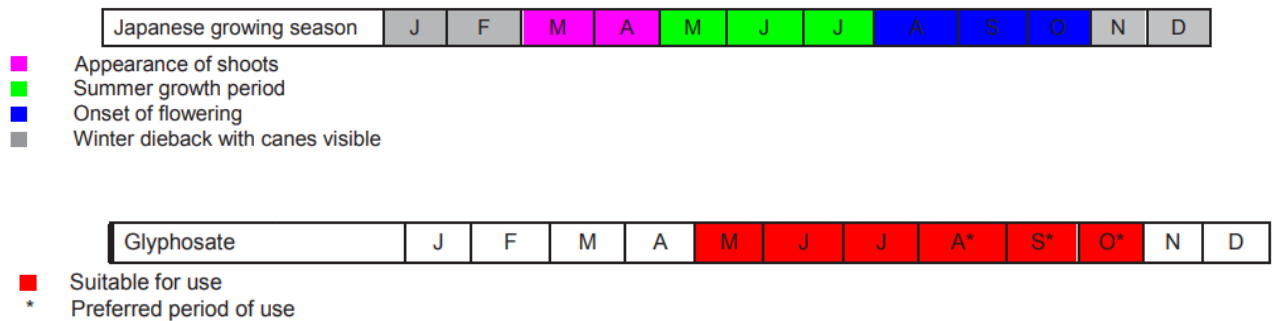 Japanese growing season J F M A M J J A S O N D
Appearance of shoots
Summer growth period
Onset of flowering
Winter dieback with canes visible
Glyphosate J F M A M J J A* S* O* N D
Suitable for use
* Preferred period of use